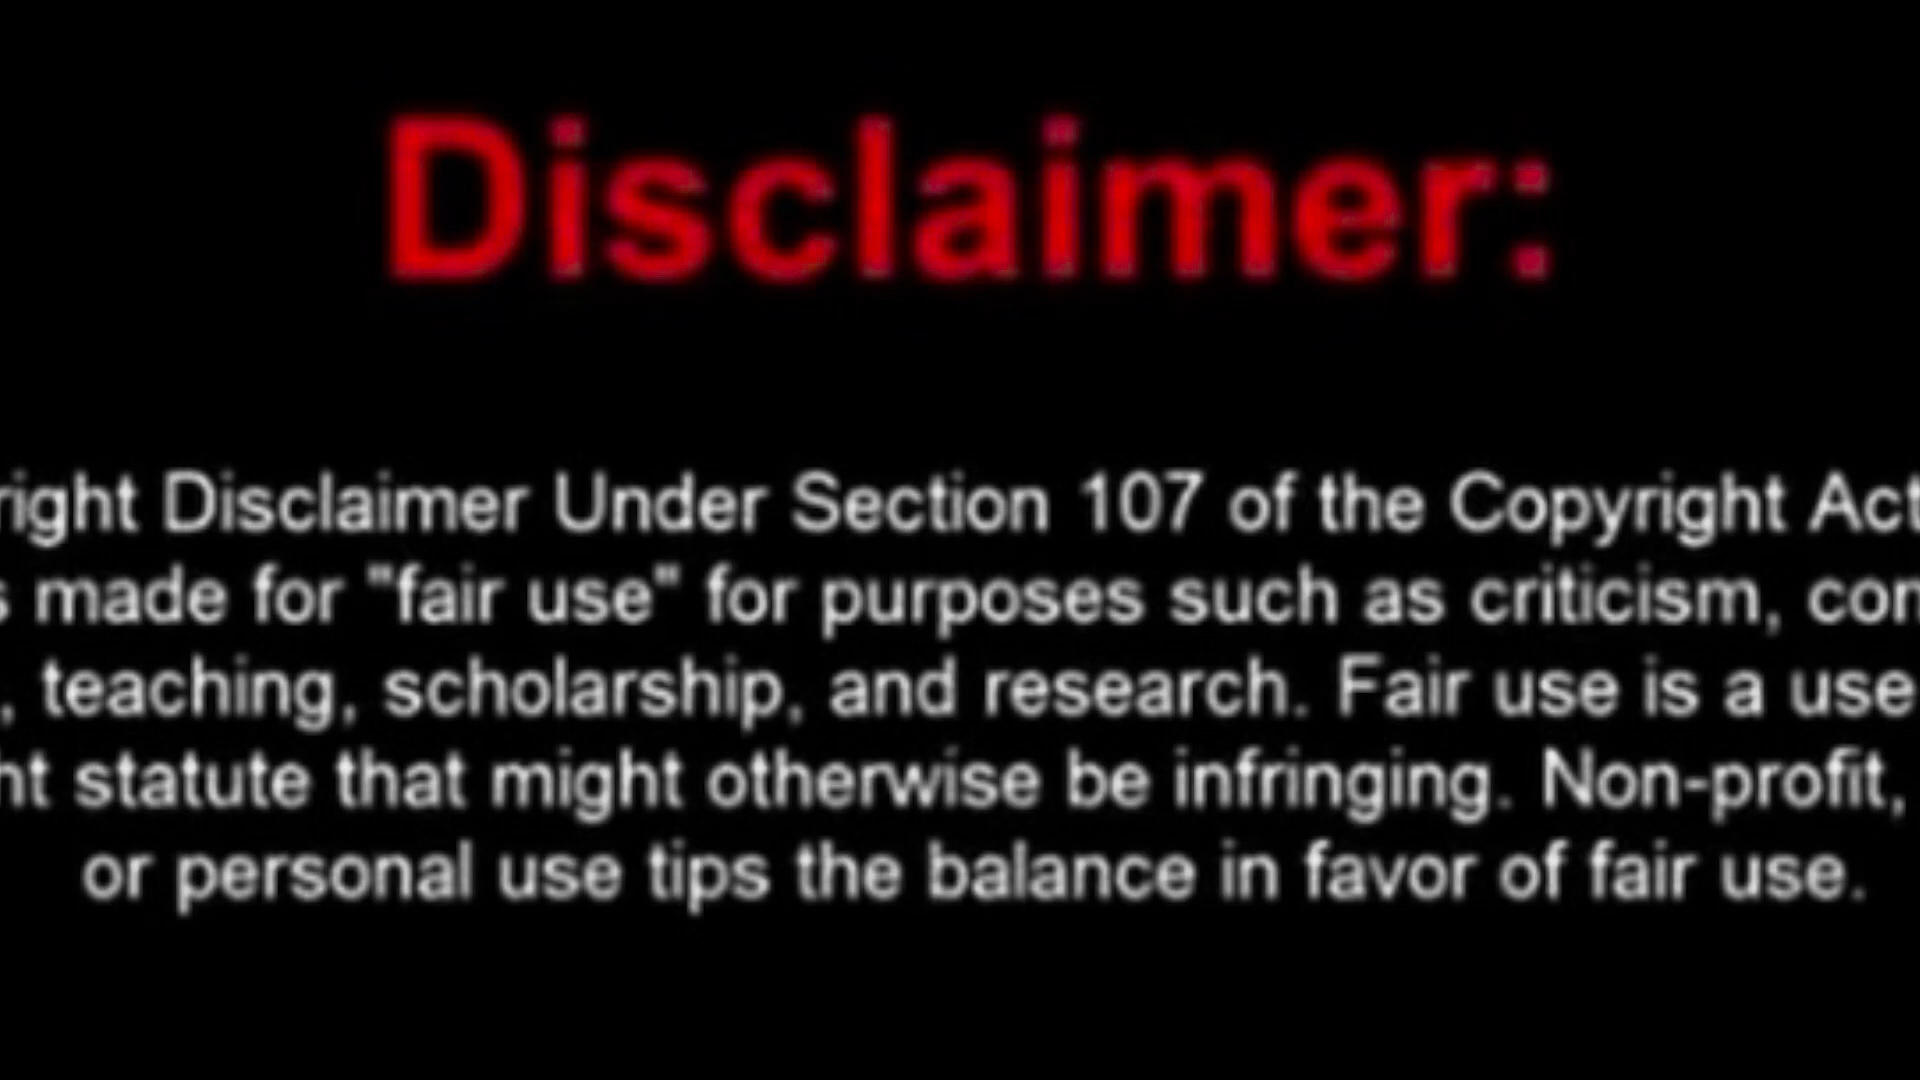 Disclaimer:
right Disclaimer Under Section 107 of the Copyright Act
s made for "fair use" for purposes such as criticism, con
, teaching, scholarship, and research. Fair use is a use
ht statute that might otherwise be infringing. Non-profit,
or personal use tips the balance in favor of fair use.